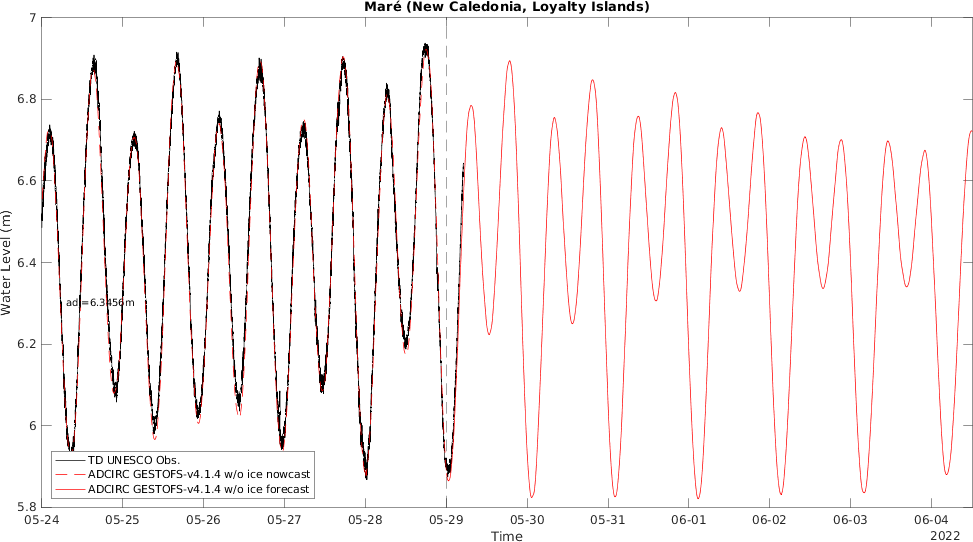 Maré (New Caledonia, Loyalty Islands)
Water Level (m)
7
6.8
6.6
6.4
6.2
6
5.8
adj=6.3456m
TD UNESCO Obs.
ADCIRC GESTOFS-v4.1.4 w/o ice nowcast
ADCIRC GESTOFS-v4.1.4 w/o ice forecast
05-24 05-25 05-26 05-27 05-28 05-29 05-30 05-31 06-01 06-02 06-03 06-04
Time
2022